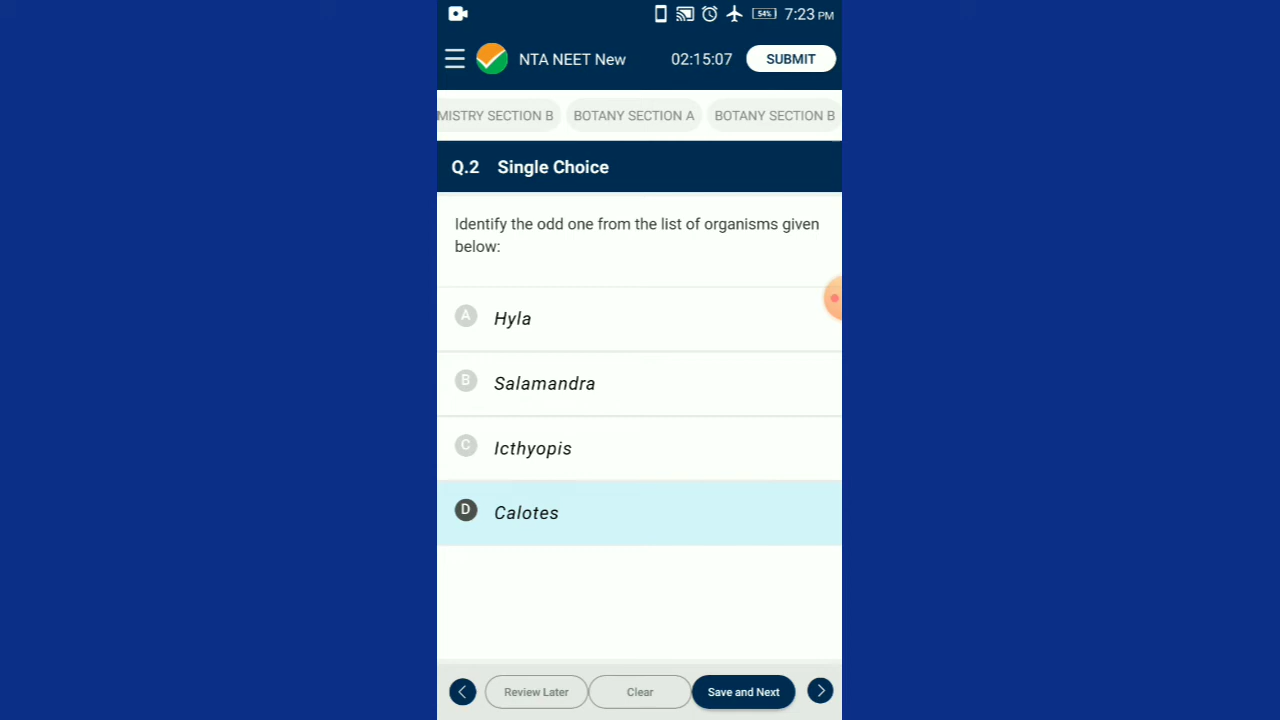 54% 7:23 PM
NTA NEET New 02:15:07 SUBMIT
MISTRY SECTION B BOTANY SECTION A BOTANY SECTION B
Q.2 Single Choice
Identify the odd one from the list of organisms given
below:
A Hyla
B Salamandra
C Icthyopis
D Calotes
Review Later Clear Save and Next